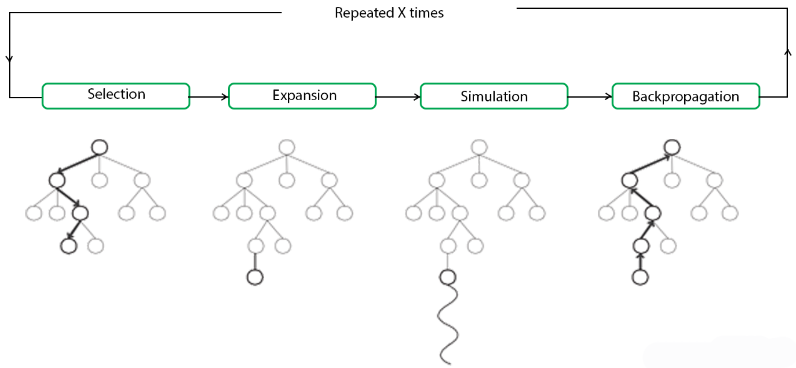 Repeated X times
Selection
Expansion
Simulation
Backpropagation